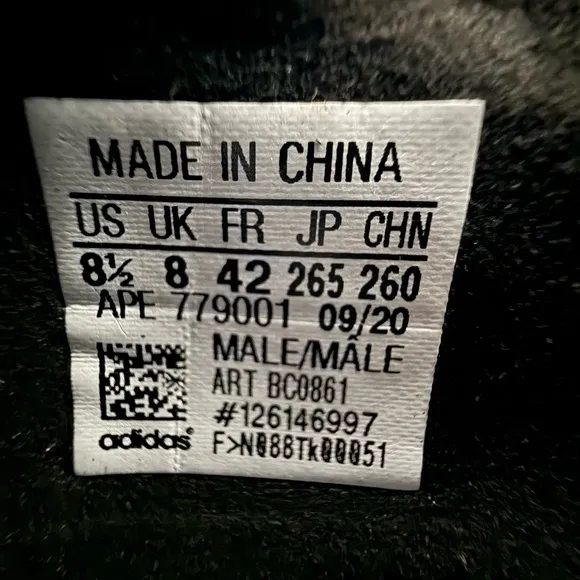 MADE IN CHINA
US UK FR JP CHN
8½ 8 42 265 260
APE 779001 09/20
MALE/MÂLE
ART BC0861
#126146997
adidas